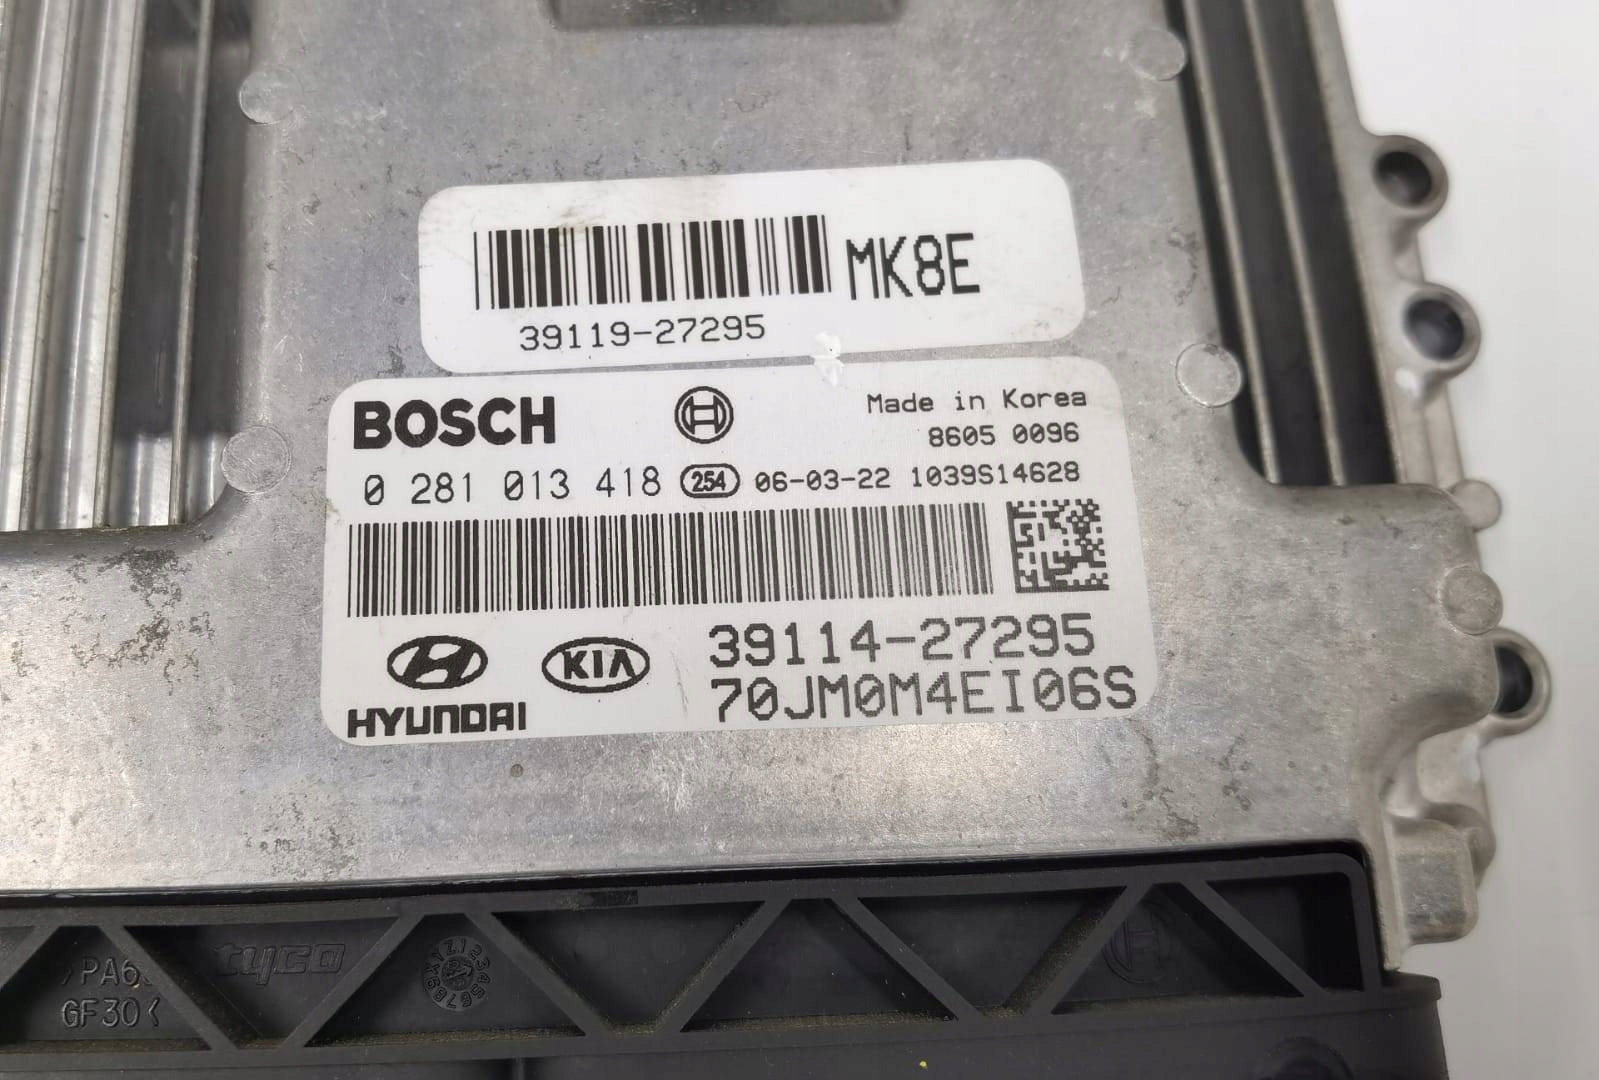 MK8E
39119-27295
BOSCH
Made in Korea
8605 0096
0 281 013 418 254 06-03-22 1039S14628
HYUNDAI
KIA
39114-27295
70JM0M4EI06S
tyco
GF30<